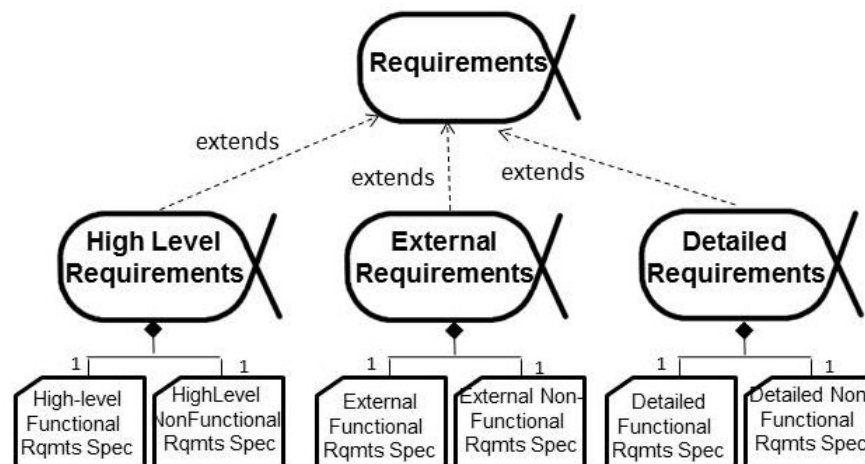 Requirements
extends
extends
extends
High Level
Requirements
External
Requirements
Detailed
Requirements
1
1
1
1
1
1
High-level
Functional
Rqmts Spec
HighLevel
NonFunctional
Rqmts Spec
External
Functional
Rqmts Spec
External Non-
Functional
Rqmts Spec
Detailed
Functional
Rqmts Spec
Detailed Non
Functional
Rqmts Spec